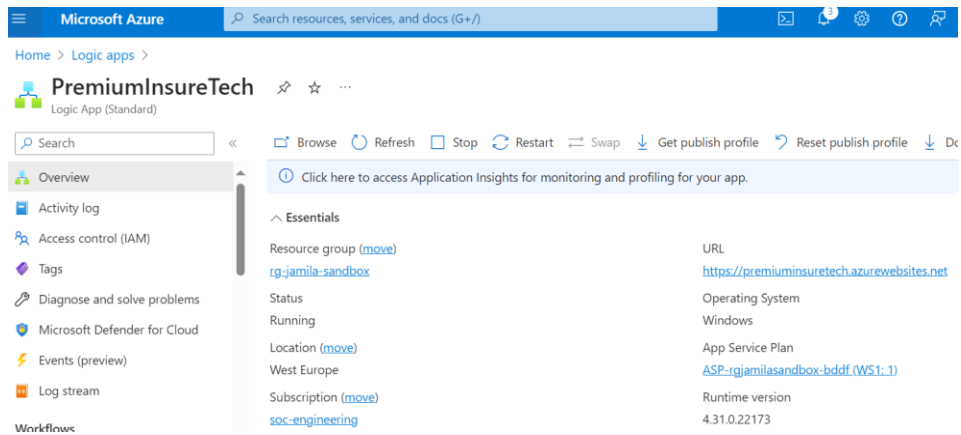 Microsoft Azure
Search resources, services, and docs (G+/)
3
Home > Logic apps >
PremiumInsureTech
Logic App (Standard)
Search
Overview
Activity log
Access control (IAM)
Tags
Diagnose and solve problems
Microsoft Defender for Cloud
Events (preview)
Log stream
Workflows
Browse Refresh Stop Restart Swap Get publish profile Reset publish profile Do
Click here to access Application Insights for monitoring and profiling for your app.
Essentials
Resource group (move)
rg-jamila-sandbox
Status
Running
Location (move)
West Europe
Subscription (move)
soc-engineering
URL
https://premiuminsuretech.azurewebsites.net
Operating System
Windows
App Service Plan
ASP-rgjamilasandbox-bddf (WS1: 1)
Runtime version
4.31.0.22173